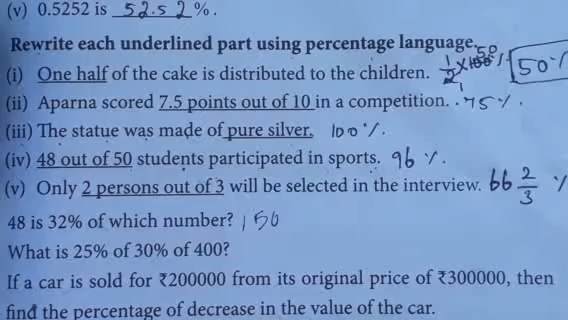 (v) 0.5252 is 52.52 %.
Rewrite each underlined part using percentage language.
(i) One half of the cake is distributed to the children. 1/2 × 100 50 % 50%
(ii) Aparna scored 7.5 points out of 10 in a competition. 75 %.
(iii) The statue was made of pure silver. 100 %.
(iv) 48 out of 50 students participated in sports. 96 %.
(v) Only 2 persons out of 3 will be selected in the interview. 66 2/3 %
48 is 32% of which number? 150
What is 25% of 30% of 400?
If a car is sold for ₹200000 from its original price of ₹300000, then
find the percentage of decrease in the value of the car.